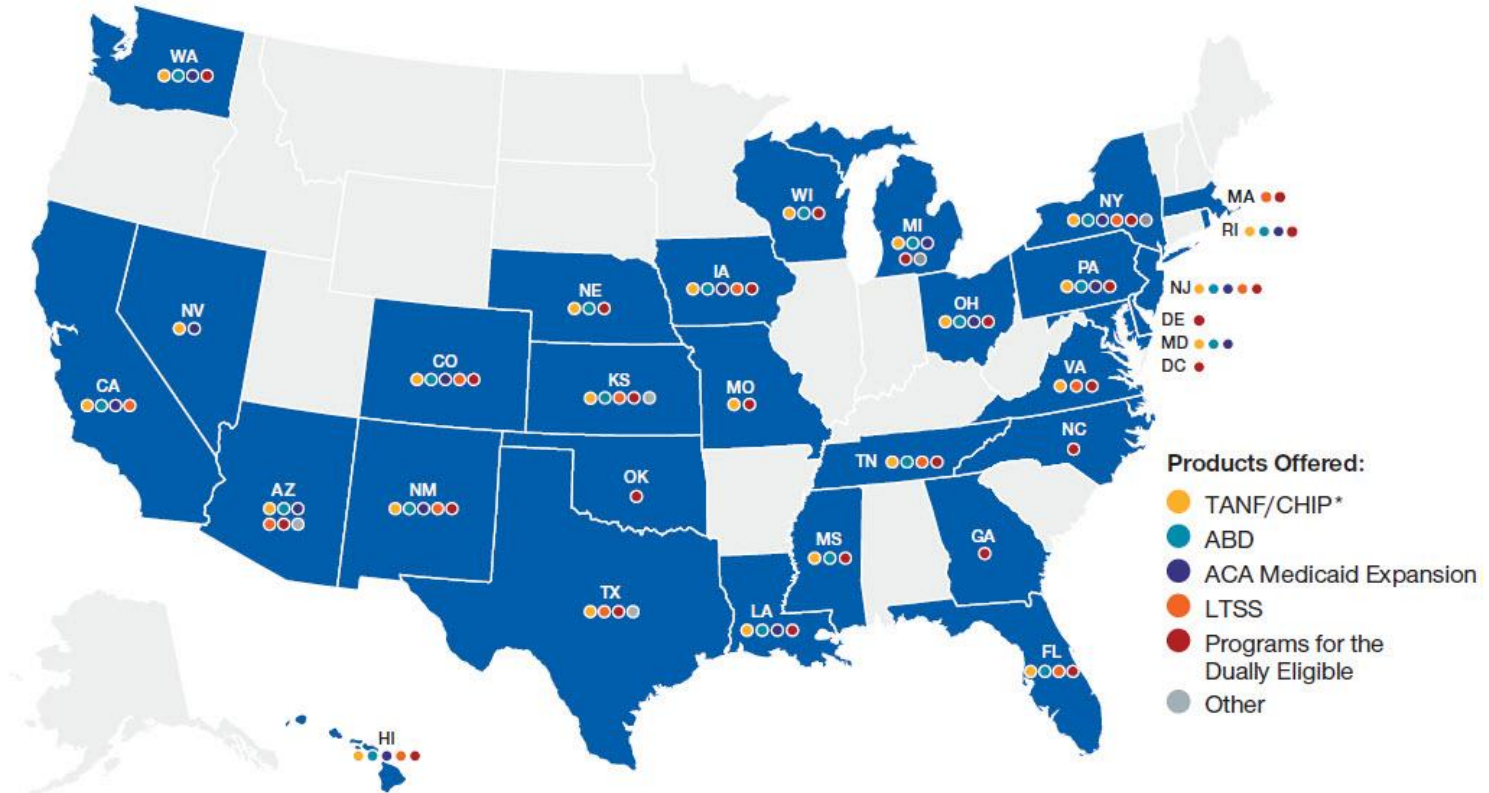 WA
WI
MI
NY
MA
RI
IA
PA
NE
OH
NJ
NV
DE
MD
DC
CO
KS
MO
VA
CA
NC
TN
OK
AZ
NM
GA
MS
TX
LA
FL
HI
Products Offered:
TANF/CHIP*
ABD
ACA Medicaid Expansion
LTSS
Programs for the
Dually Eligible
Other